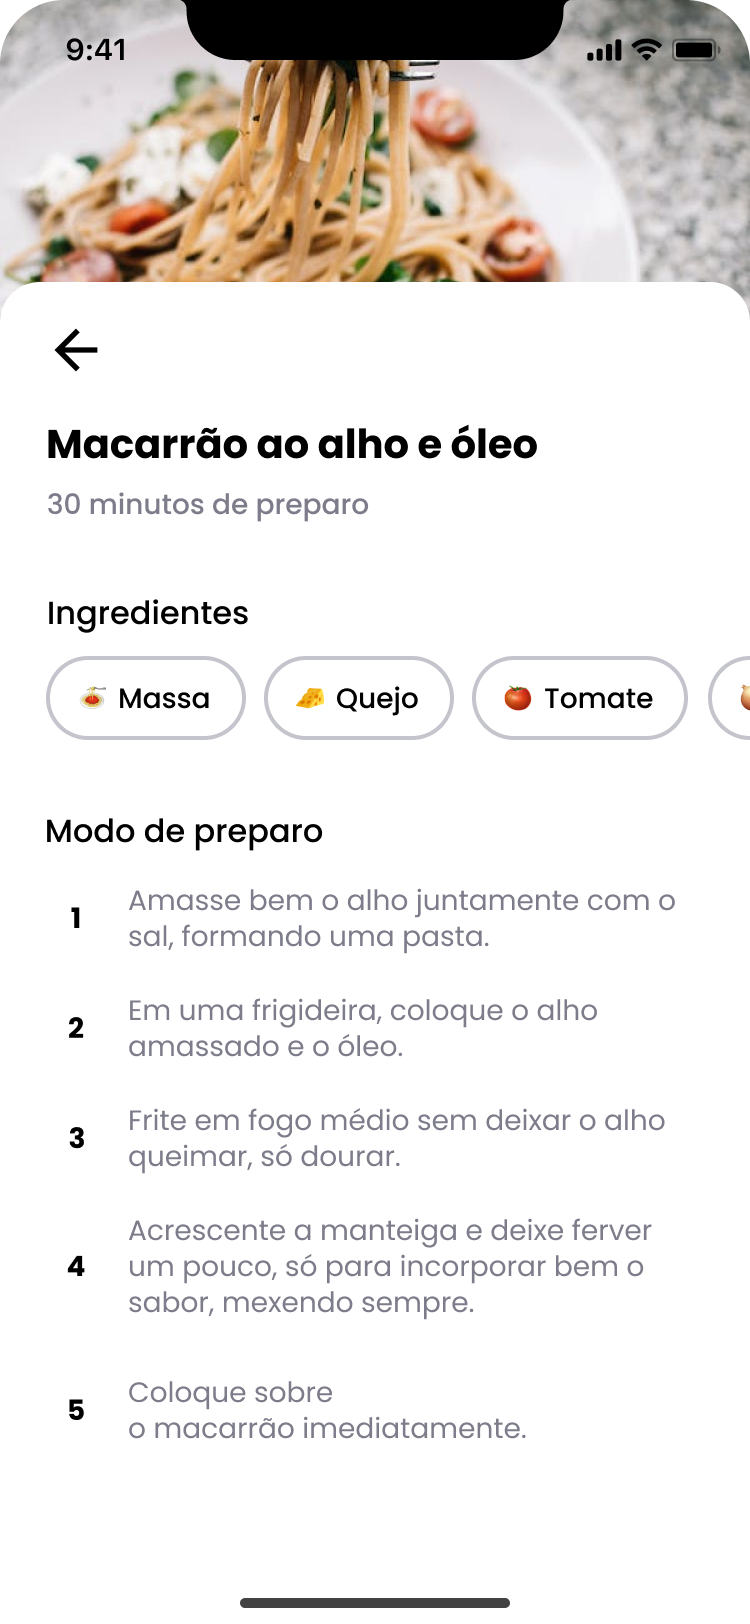 9:41
Macarrão ao alho e óleo
30 minutos de preparo
Ingredientes
Massa
Quejo
Tomate
Modo de preparo
1
Amasse bem o alho juntamente com o
sal, formando uma pasta.
2
Em uma frigideira, coloque o alho
amassado e o óleo.
3
Frite em fogo médio sem deixar o alho
queimar, só dourar.
4
Acrescente a manteiga e deixe ferver
um pouco, só para incorporar bem o
sabor, mexendo sempre.
5
Coloque sobre
o macarrão imediatamente.